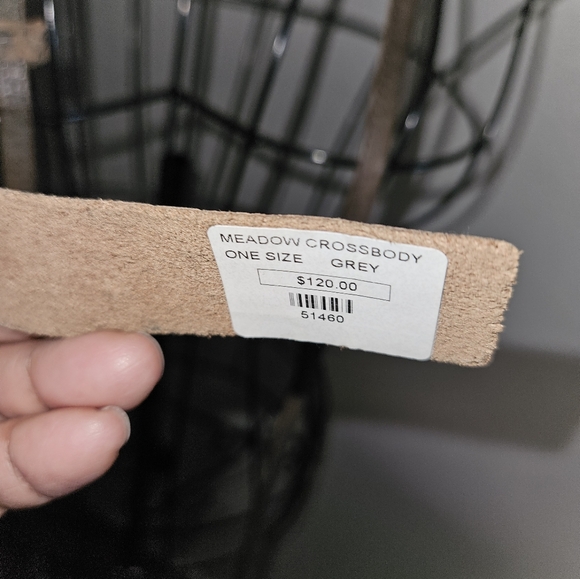 MEADOW CROSSBODY
ONE SIZE GREY
$120.00
51460